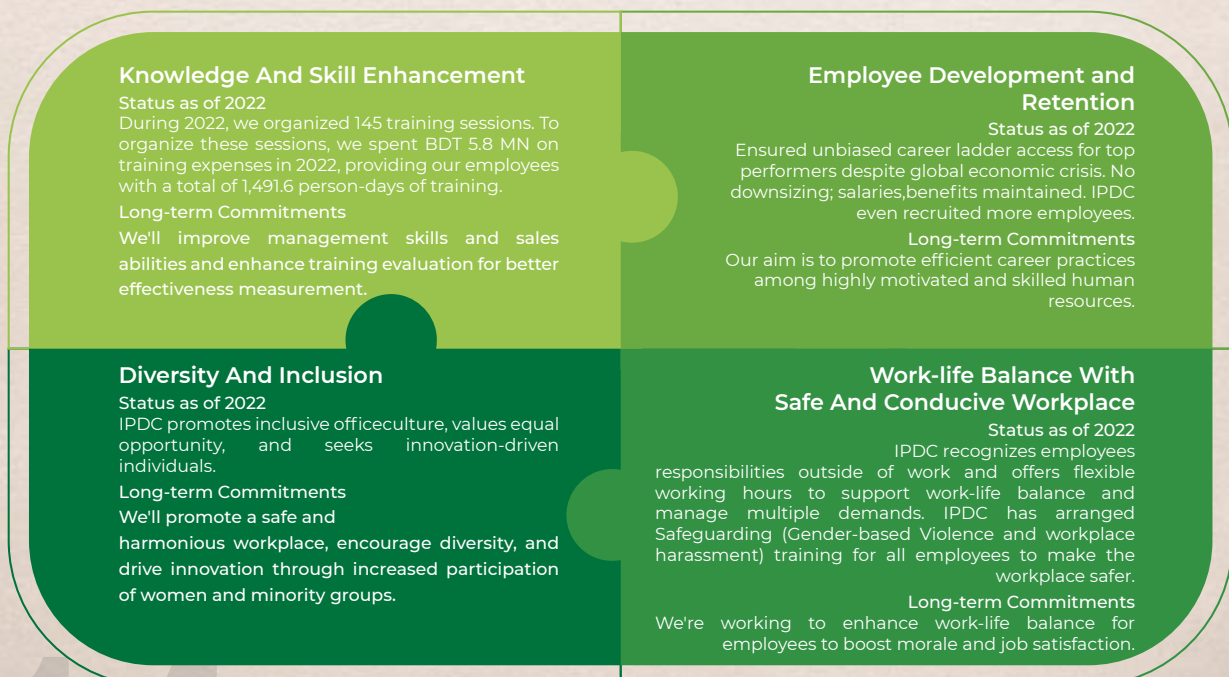 Knowledge And Skill Enhancement
Status as of 2022
During 2022, we organized 145 training sessions. To
organize these sessions, we spent BDT 5.8 MN on
training expenses in 2022, providing our employees
with a total of 1,491.6 person-days of training.
Long-term Commitments
We'll improve management skills and sales
abilities and enhance training evaluation for better
effectiveness measurement.
Employee Development and
Retention
Status as of 2022
Ensured unbiased career ladder access for top
performers despite global economic crisis. No
downsizing; salaries,benefits maintained. IPDC
even recruited more employees.
Long-term Commitments
Our aim is to promote efficient career practices
among highly motivated and skilled human
resources.
Diversity And Inclusion
Status as of 2022
IPDC promotes inclusive officeculture, values equal
opportunity, and seeks innovation-driven
individuals.
Long-term Commitments
We'll promote a safe and
harmonious workplace, encourage diversity, and
drive innovation through increased participation
of women and minority groups.
Work-life Balance With
Safe And Conducive Workplace
Status as of 2022
IPDC recognizes employees
responsibilities outside of work and offers flexible
working hours to support work-life balance and
manage multiple demands. IPDC has arranged
Safeguarding (Gender-based Violence and workplace
harassment) training for all employees to make the
workplace safer.
Long-term Commitments
We're working to enhance work-life balance for
employees to boost morale and job satisfaction.